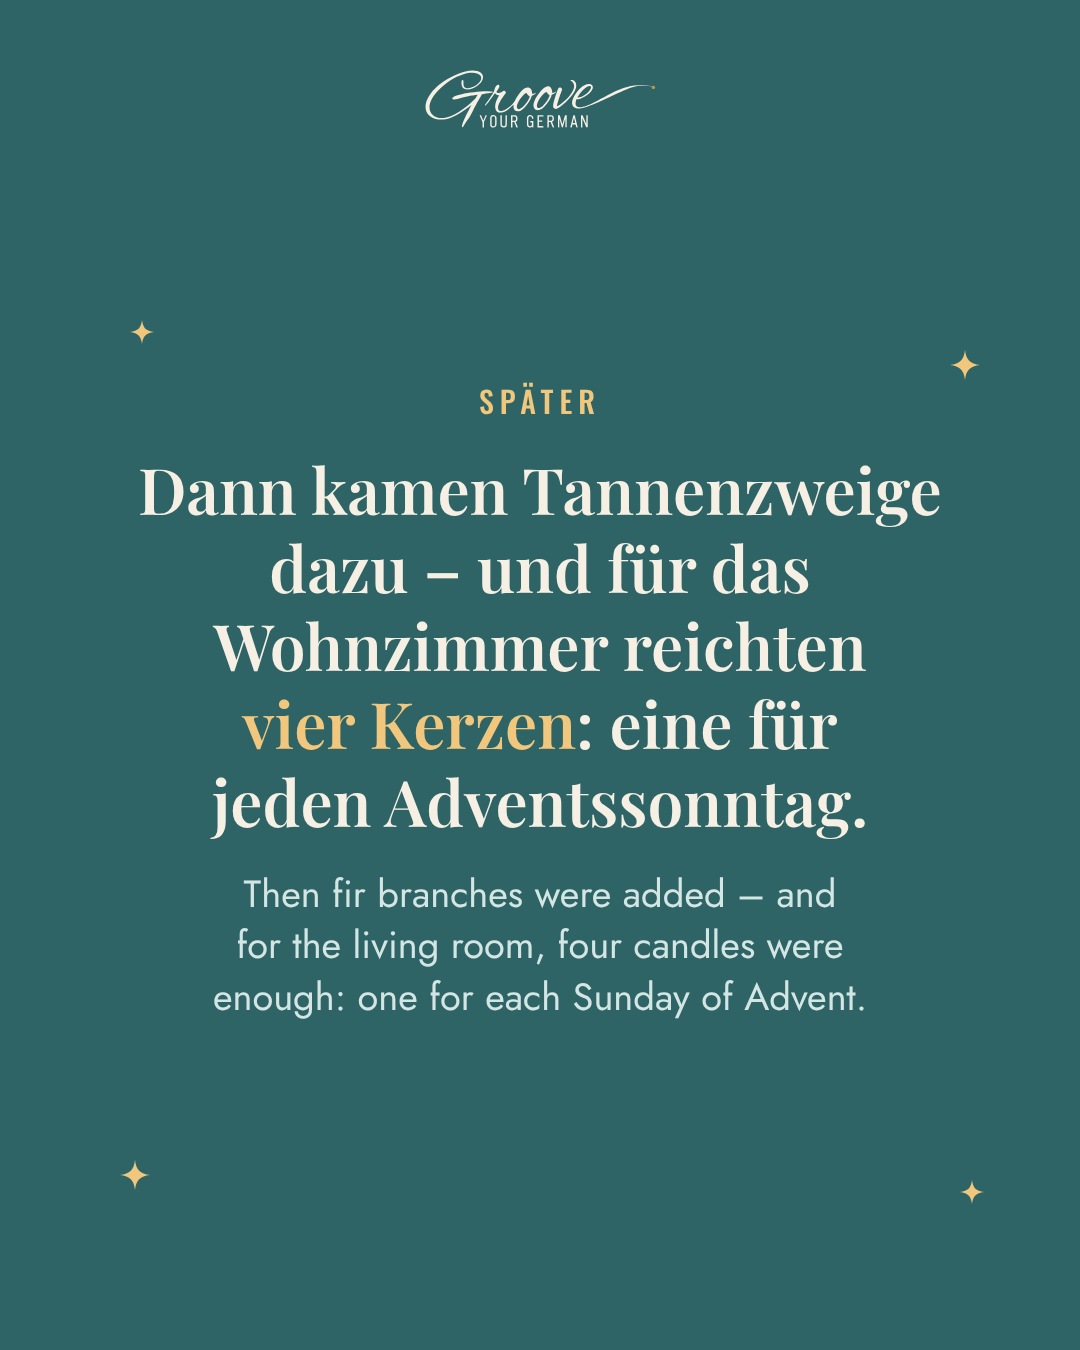 Groove
YOUR GERMAN
SPÄTER
Dann kamen Tannenzweige
dazu – und für das
Wohnzimmer reichten
vier Kerzen: eine für
jeden Adventssonntag.
Then fir branches were added – and
for the living room, four candles were
enough: one for each Sunday of Advent.